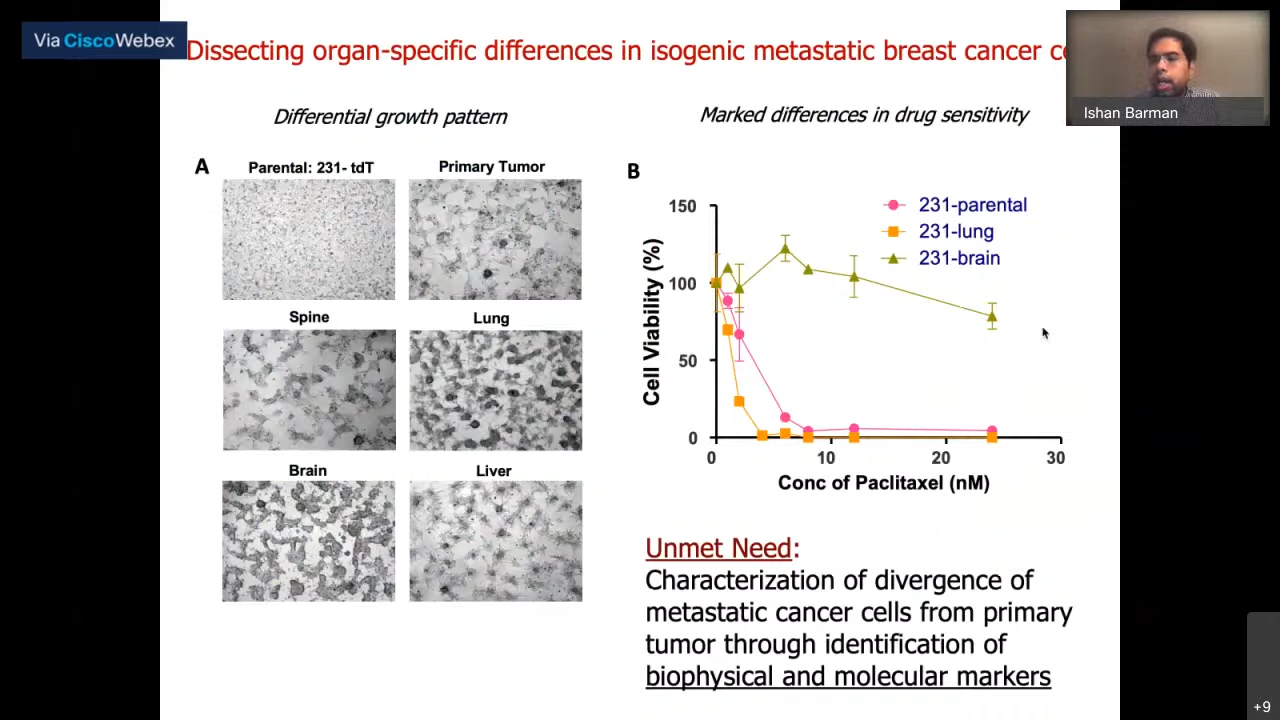 Via Cisco Webex
Dissecting organ-specific differences in isogenic metastatic breast cancer
Ishan Barman
Differential growth pattern
Marked differences in drug sensitivity
A
Parental: 231- tdT
Primary Tumor
Spine
Lung
Brain
Liver
B
231-parental
231-lung
231-brain
Cell Viability (%)
150
100
50
0
0 10 20 30
Conc of Paclitaxel (nM)
Unmet Need:
Characterization of divergence of
metastatic cancer cells from primary
tumor through identification of
biophysical and molecular markers
+9